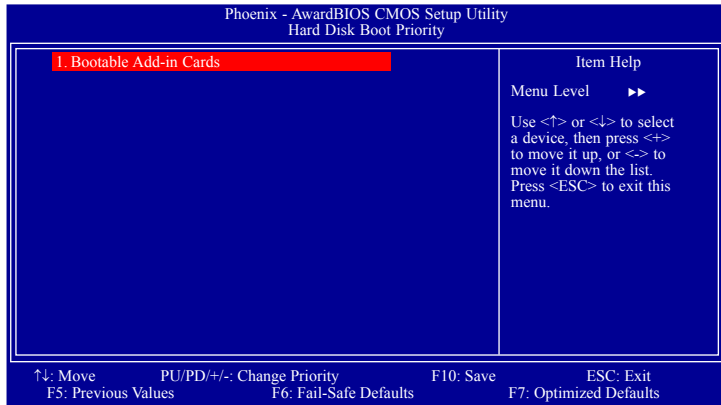 Phoenix - AwardBIOS CMOS Setup Utility
Hard Disk Boot Priority
1. Bootable Add-in Cards
Item Help
Menu Level ▶▶
Use <↑> or <↓> to select
a device, then press <+>
to move it up, or <-> to
move it down the list.
Press <ESC> to exit this
menu.
↑↓: Move PU/PD/+/-: Change Priority F10: Save ESC: Exit
F5: Previous Values F6: Fail-Safe Defaults F7: Optimized Defaults